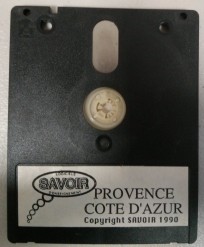 SAVOIR
PROVENCE
COTE D'AZUR
Copyright SAVOIR 1990